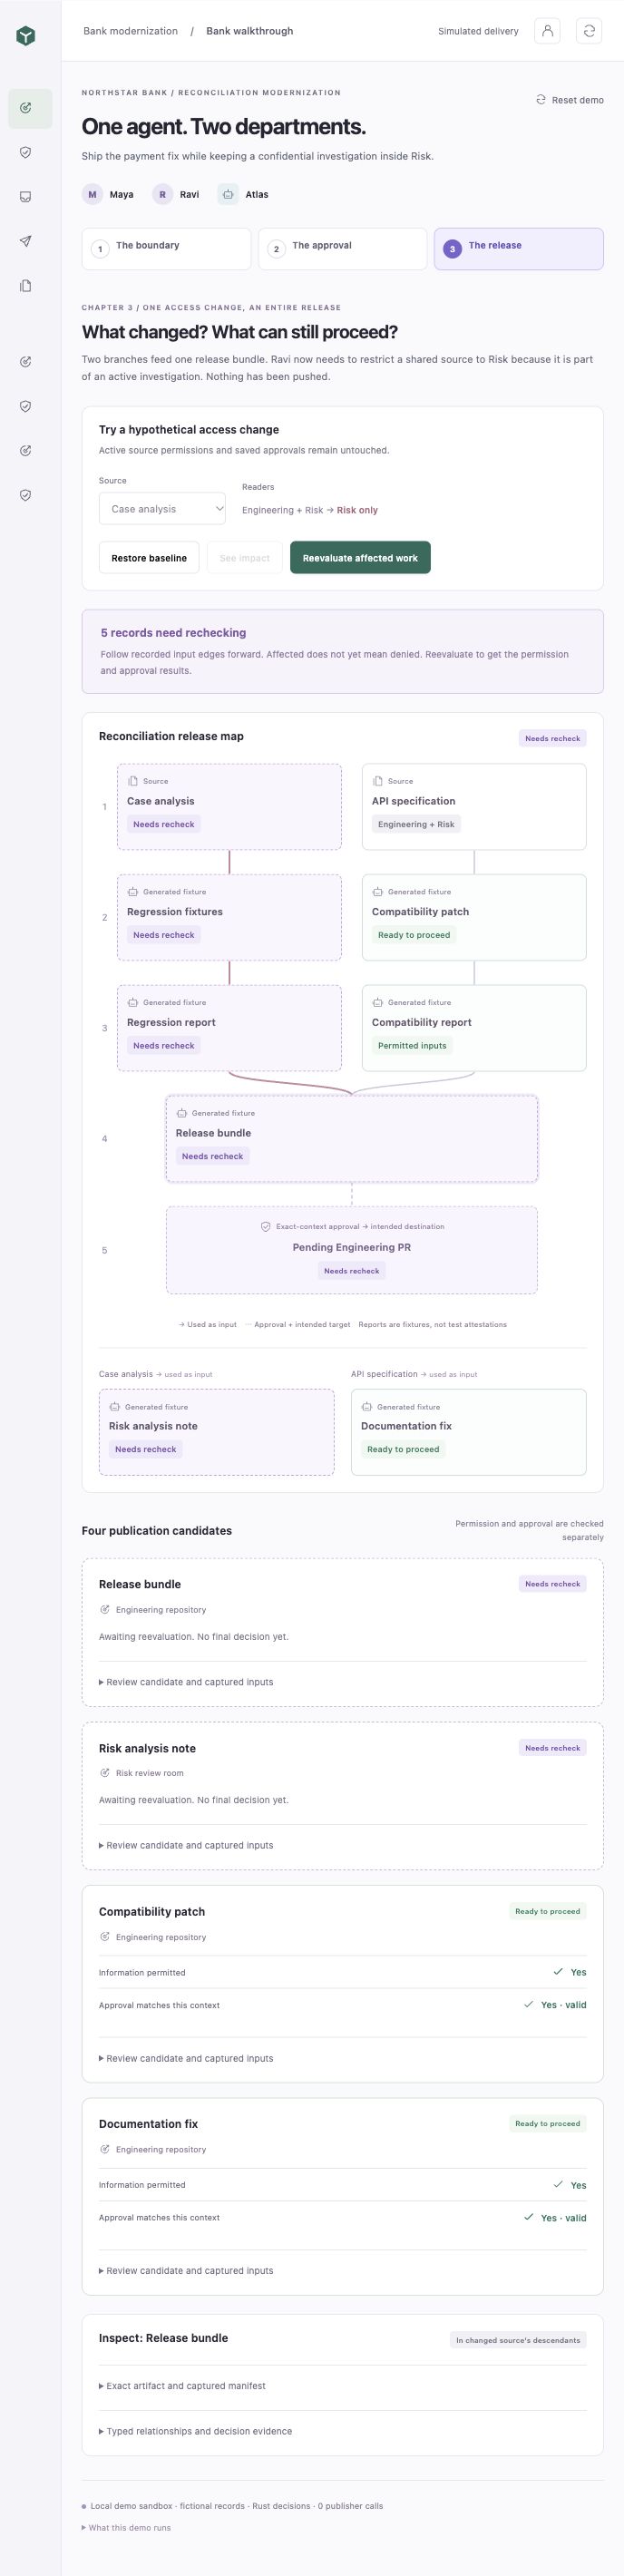 Bank modernization / Bank walkthrough Simulated delivery
NORTHSTAR BANK / RECONCILIATION MODERNIZATION
Reset demo
One agent. Two departments.
Ship the payment fix while keeping a confidential investigation inside Risk.
M Maya R Ravi Atlas
1 The boundary 2 The approval 3 The release
CHAPTER 3 / ONE ACCESS CHANGE, AN ENTIRE RELEASE
What changed? What can still proceed?
Two branches feed one release bundle. Ravi now needs to restrict a shared source to Risk because it is part
of an active investigation. Nothing has been pushed.
Try a hypothetical access change
Active source permissions and saved approvals remain untouched.
Source
Case analysis
Readers
Engineering + Risk → Risk only
Restore baseline See impact Reevaluate affected work
5 records need rechecking
Follow recorded input edges forward. Affected does not yet mean denied. Reevaluate to get the permission
and approval results.
Reconciliation release map Needs recheck
1
Source
Case analysis
Needs recheck
Source
API specification
Engineering + Risk
2
Generated fixture
Regression fixtures
Needs recheck
Generated fixture
Compatibility patch
Ready to proceed
3
Generated fixture
Regression report
Needs recheck
Generated fixture
Compatibility report
Permitted inputs
4
Generated fixture
Release bundle
Needs recheck
5
Exact-context approval → intended destination
Pending Engineering PR
Needs recheck
→ Used as input ┄ Approval + intended target Reports are fixtures, not test attestations
Case analysis → used as input
Generated fixture
Risk analysis note
Needs recheck
API specification → used as input
Generated fixture
Documentation fix
Ready to proceed
Four publication candidates
Permission and approval are checked
separately
Release bundle Needs recheck
Engineering repository
Awaiting reevaluation. No final decision yet.
Review candidate and captured inputs
Risk analysis note Needs recheck
Risk review room
Awaiting reevaluation. No final decision yet.
Review candidate and captured inputs
Compatibility patch Ready to proceed
Engineering repository
Information permitted Yes
Approval matches this context Yes · valid
Review candidate and captured inputs
Documentation fix Ready to proceed
Engineering repository
Information permitted Yes
Approval matches this context Yes · valid
Review candidate and captured inputs
Inspect: Release bundle In changed source's descendants
Exact artifact and captured manifest
Typed relationships and decision evidence
Local demo sandbox · fictional records · Rust decisions · 0 publisher calls
What this demo runs